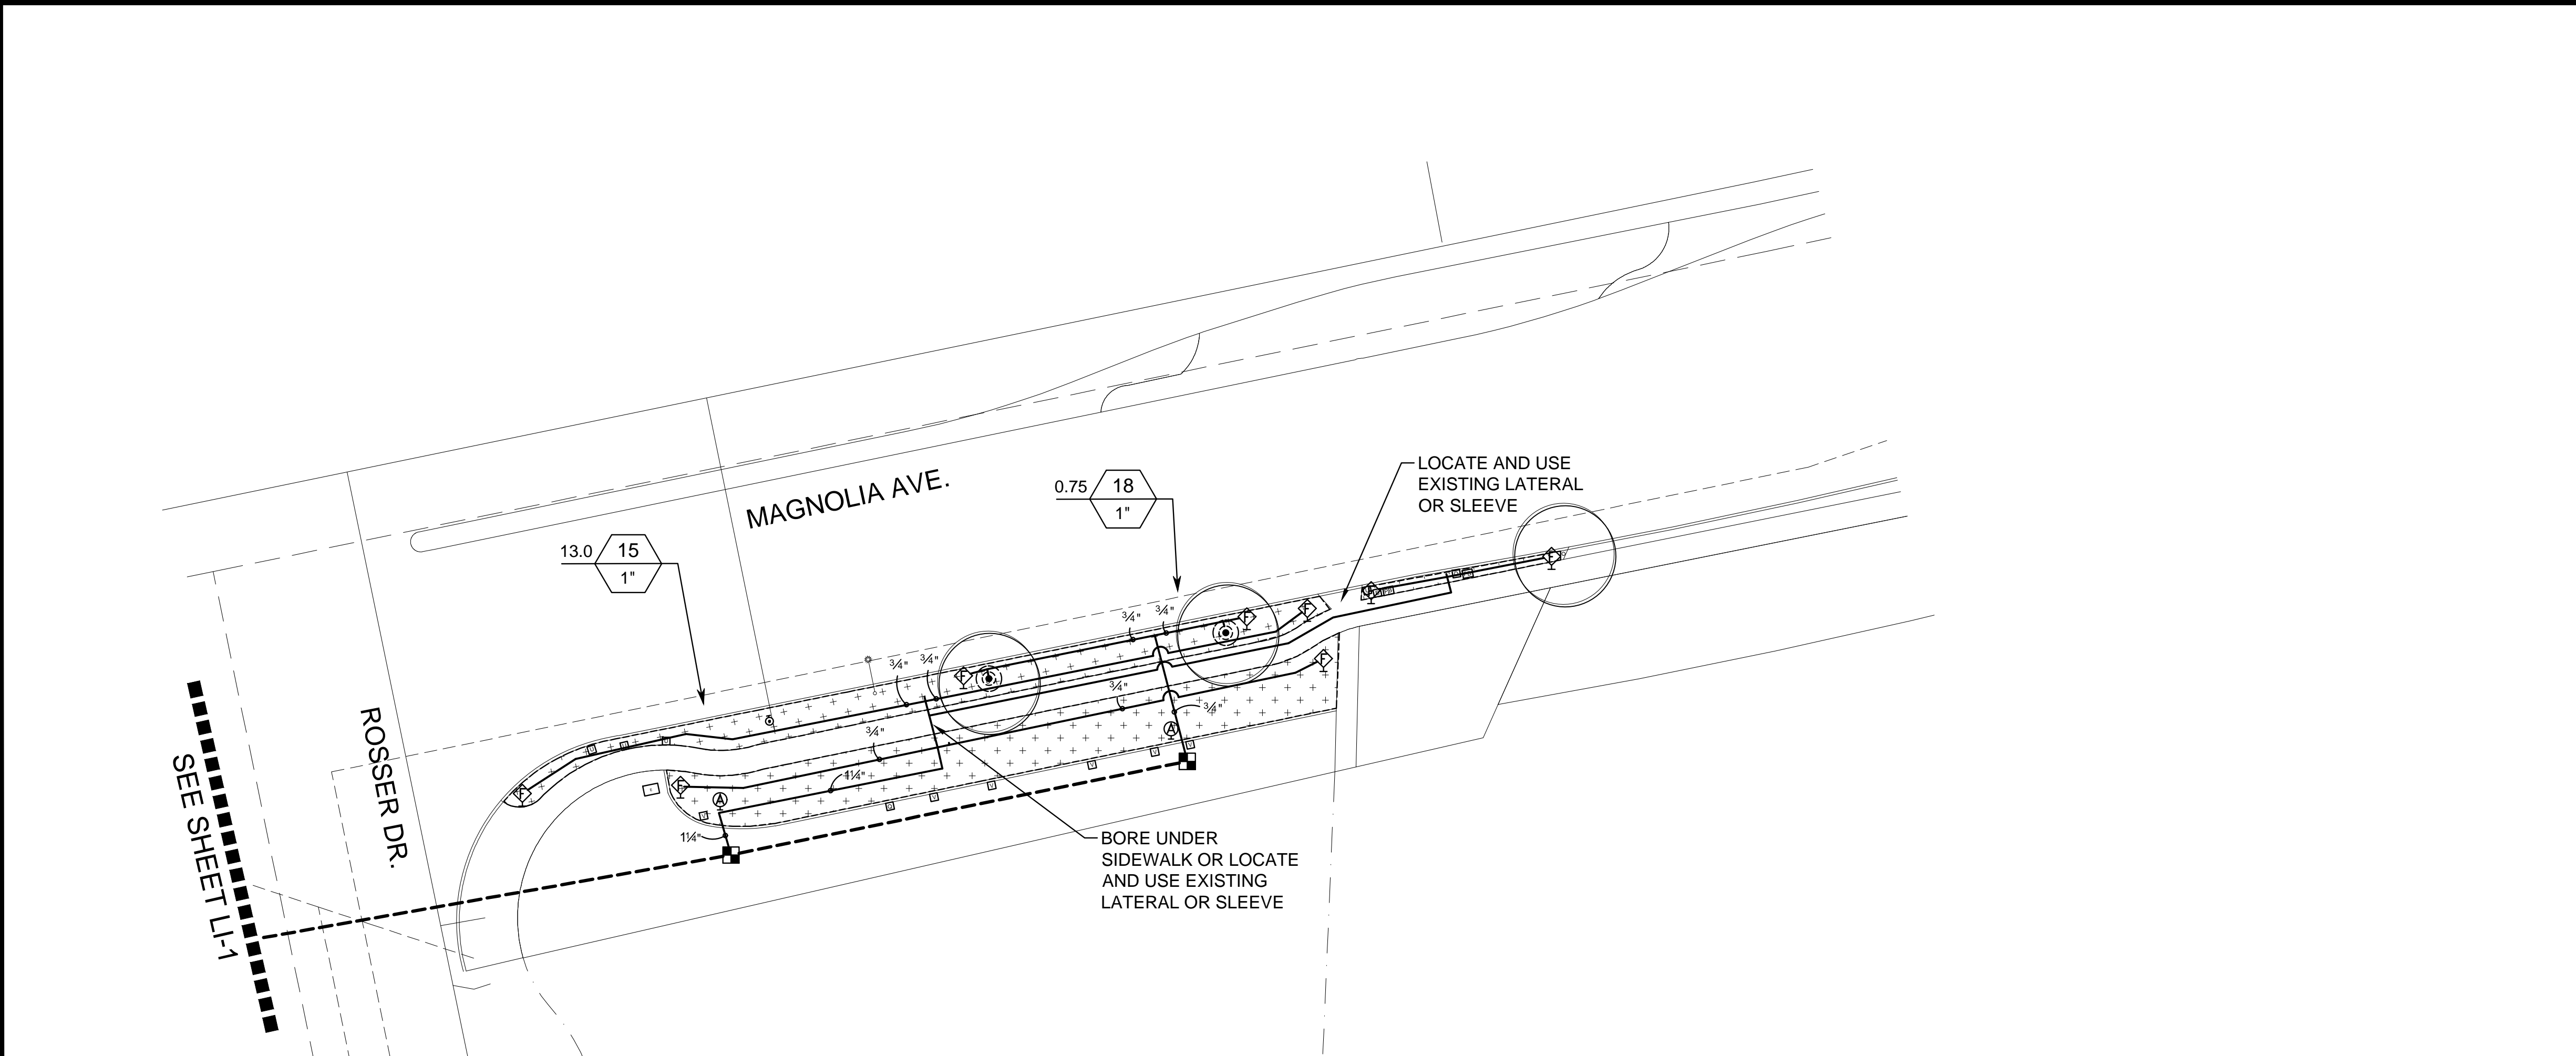 MAGNOLIA AVE.
LOCATE AND USE
EXISTING LATERAL
OR SLEEVE
0.75
18
1"
13.0
15
1"
¾"
¾"
¾"
¾"
¾"
¾"
¾"
1¼"
1¼"
F
F
F
F
F
F
F
A
A
ROSSER DR.
SEE SHEET LI-1
BORE UNDER
SIDEWALK OR LOCATE
AND USE EXISTING
LATERAL OR SLEEVE